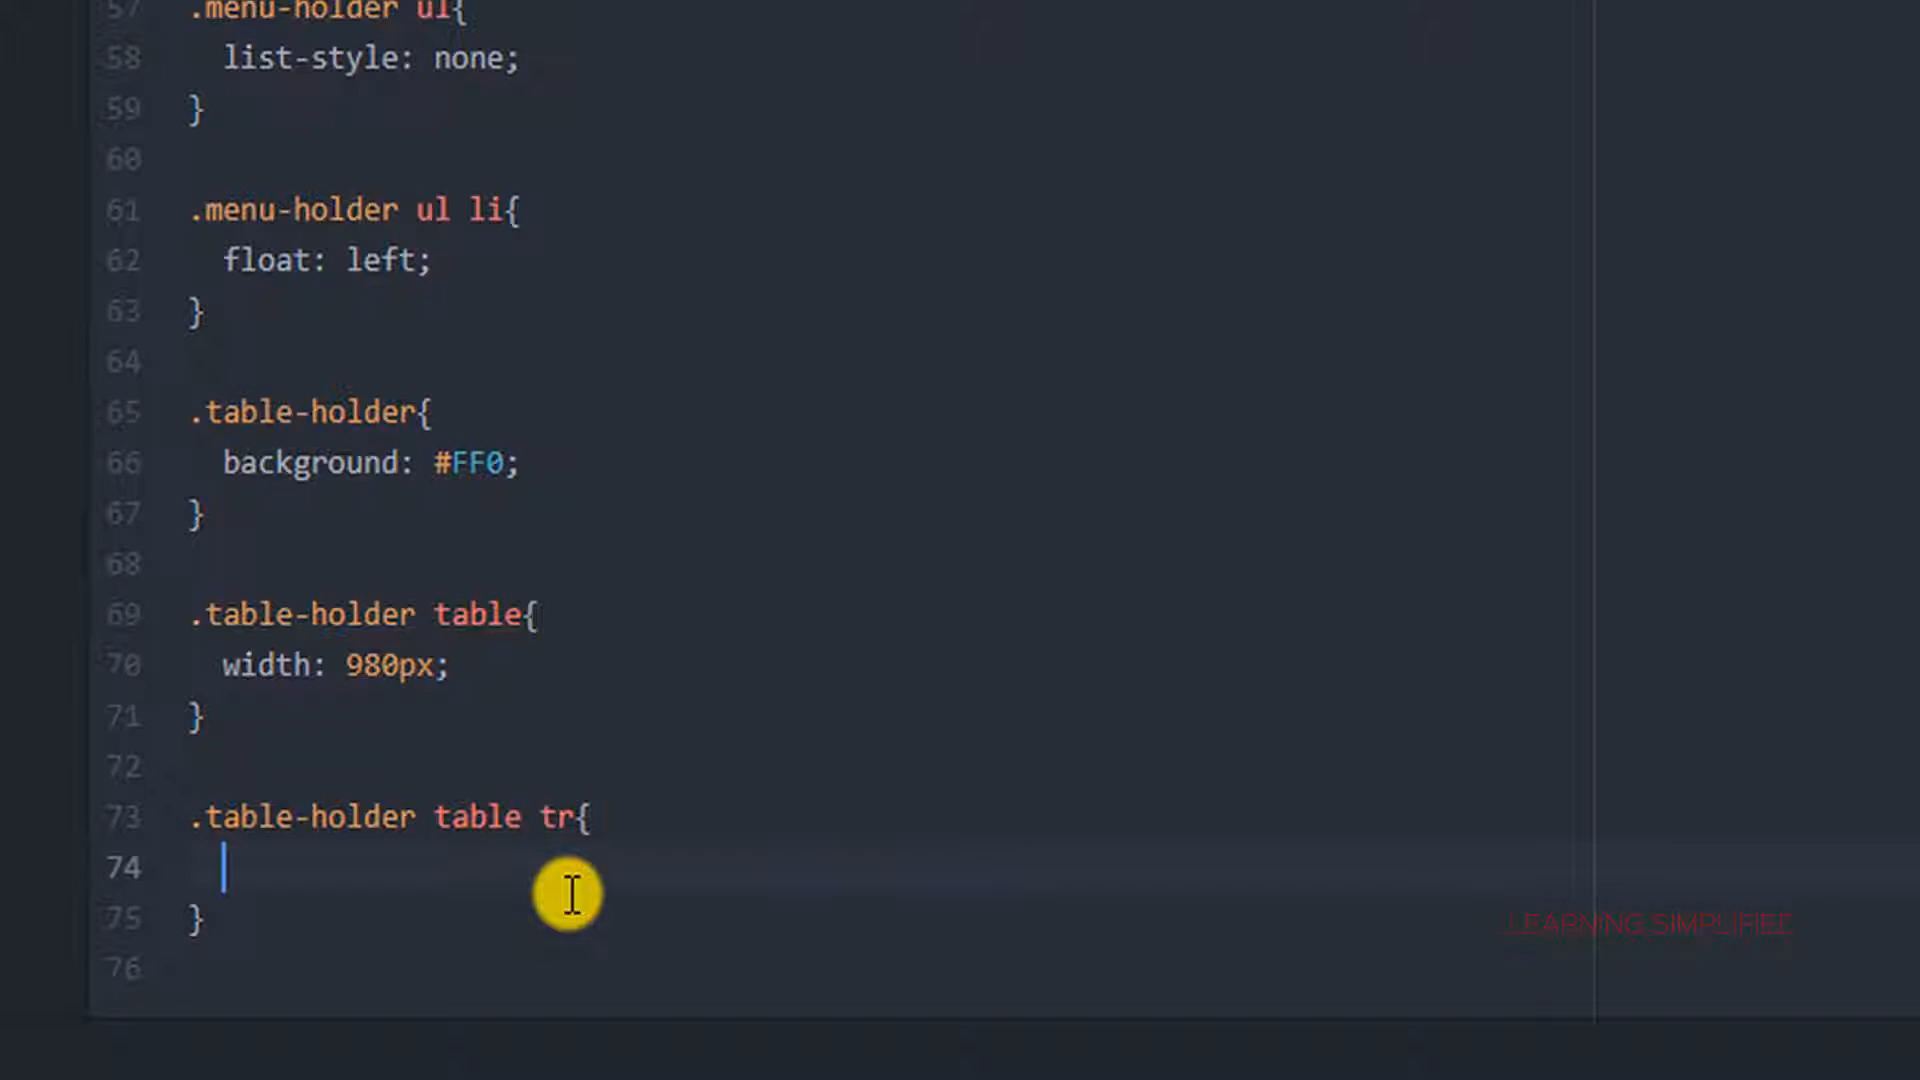 57 .menu-holder ul{
58 list-style: none;
59 }
60
61 .menu-holder ul li{
62 float: left;
63 }
64
65 .table-holder{
66 background: #FF0;
67 }
68
69 .table-holder table{
70 width: 980px;
71 }
72
73 .table-holder table tr{
74
75 }
76
LEARNING SIMPLIFIED